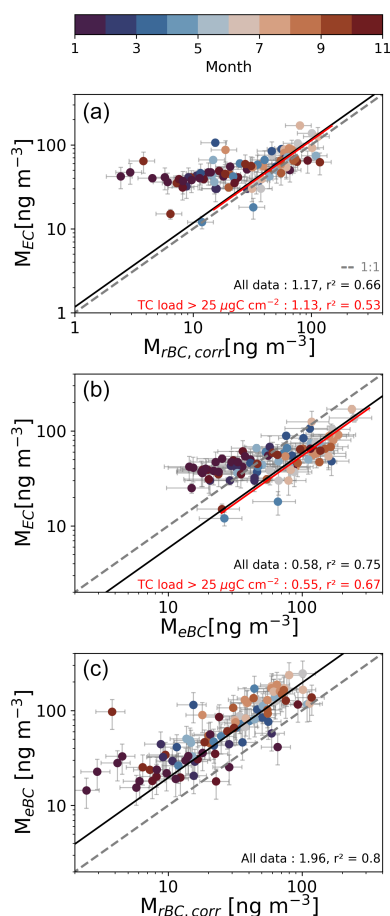 1 3 5 7 9 11
Month
(a)
100
10
1
M_EC[ng m⁻³]
1:1
All data : 1.17, r² = 0.66
TC load > 25 μgC cm⁻² : 1.13, r² = 0.53
1 10 100
M_rBC, corr[ng m⁻³]
(b)
100
10
M_EC[ng m⁻³]
All data : 0.58, r² = 0.75
TC load > 25 μgC cm⁻² : 0.55, r² = 0.67
10 100
M_eBC[ng m⁻³]
(c)
100
10
M_eBC [ng m⁻³]
All data : 1.96, r² = 0.8
10 100
M_rBC, corr[ng m⁻³]